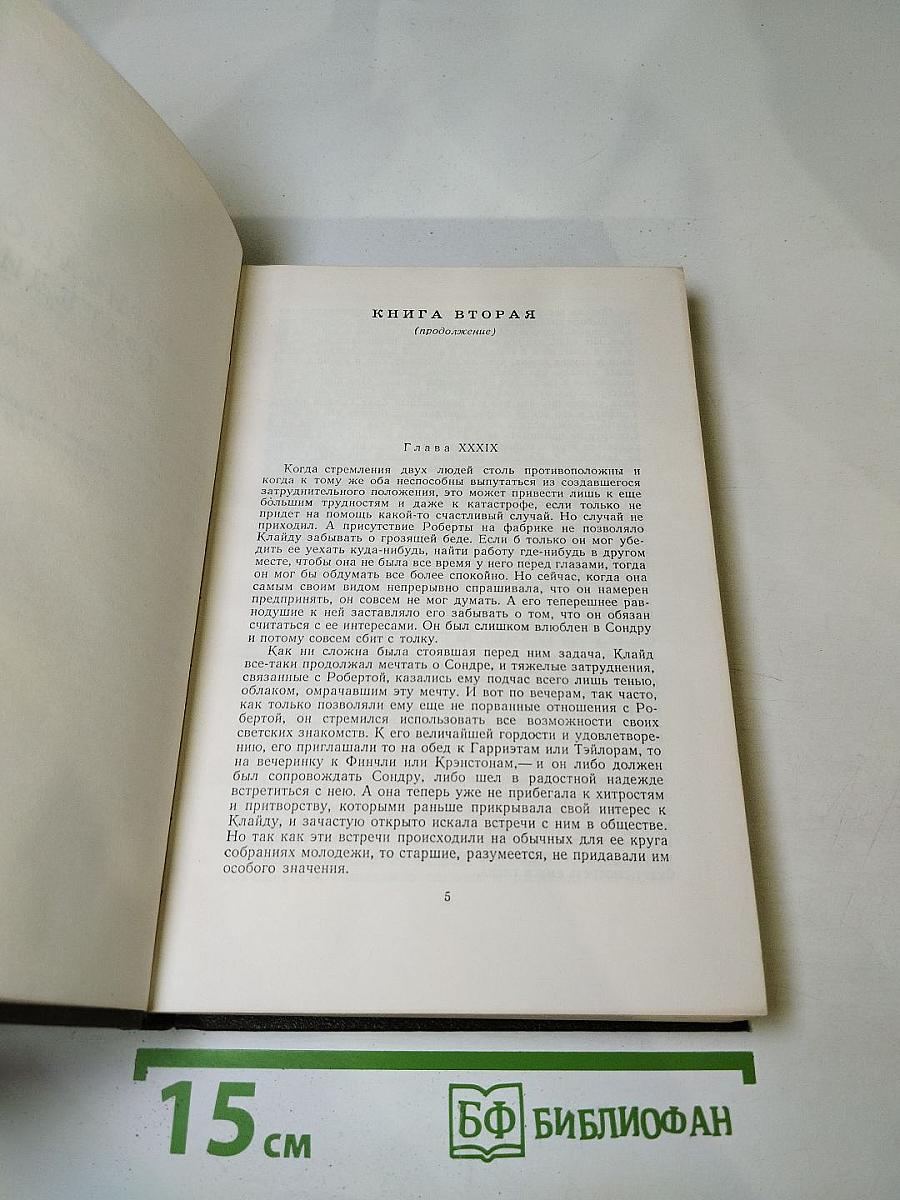 КНИГА ВТОРАЯ
(продолжение)
Глава XXXIX
Когда стремления двух людей столь противоположны и
когда к тому же оба неспособны выпутаться из создавшегося
затруднительного положения, это может привести лишь к еще
бо́льшим трудностям и даже к катастрофе, если только не
придет на помощь какой-то счастливый случай. Но случай не
приходил. А присутствие Роберты на фабрике не позволяло
Клайду забывать о грозящей беде. Если б только он мог убе-
дить ее уехать куда-нибудь, найти работу где-нибудь в другом
месте, чтобы она не была все время у него перед глазами, тогда
он мог бы обдумать все более спокойно. Но сейчас, когда она
самым своим видом непрерывно спрашивала, что он намерен
предпринять, он совсем не мог думать. А его теперешнее рав-
нодушие к ней заставляло его забывать о том, что он обязан
считаться с ее интересами. Он был слишком влюблен в Сондру
и потому совсем сбит с толку.
Как ни сложна была стоявшая перед ним задача, Клайд
все-таки продолжал мечтать о Сондре, и тяжелые затруднения,
связанные с Робертой, казались ему подчас всего лишь тенью,
облаком, омрачавшим эту мечту. И вот по вечерам, так часто,
как только позволяли ему еще не порванные отношения с Ро-
бертой, он стремился использовать все возможности своих
светских знакомств. К его величайшей гордости и удовлетворе-
нию, его приглашали то на обед к Гарриэтам или Тэйлорам, то
на вечеринку к Финчли или Крэнстонам,— и он либо должен
был сопровождать Сондру, либо шел в радостной надежде
встретиться с нею. А она теперь уже не прибегала к хитростям
и притворству, которыми раньше прикрывала свой интерес к
Клайду, и зачастую открыто искала встречи с ним в обществе.
Но так как эти встречи происходили на обычных для ее круга
собраниях молодежи, то старшие, разумеется, не придавали им
особого значения.
5
15 см
БФ БИБЛИОФАН